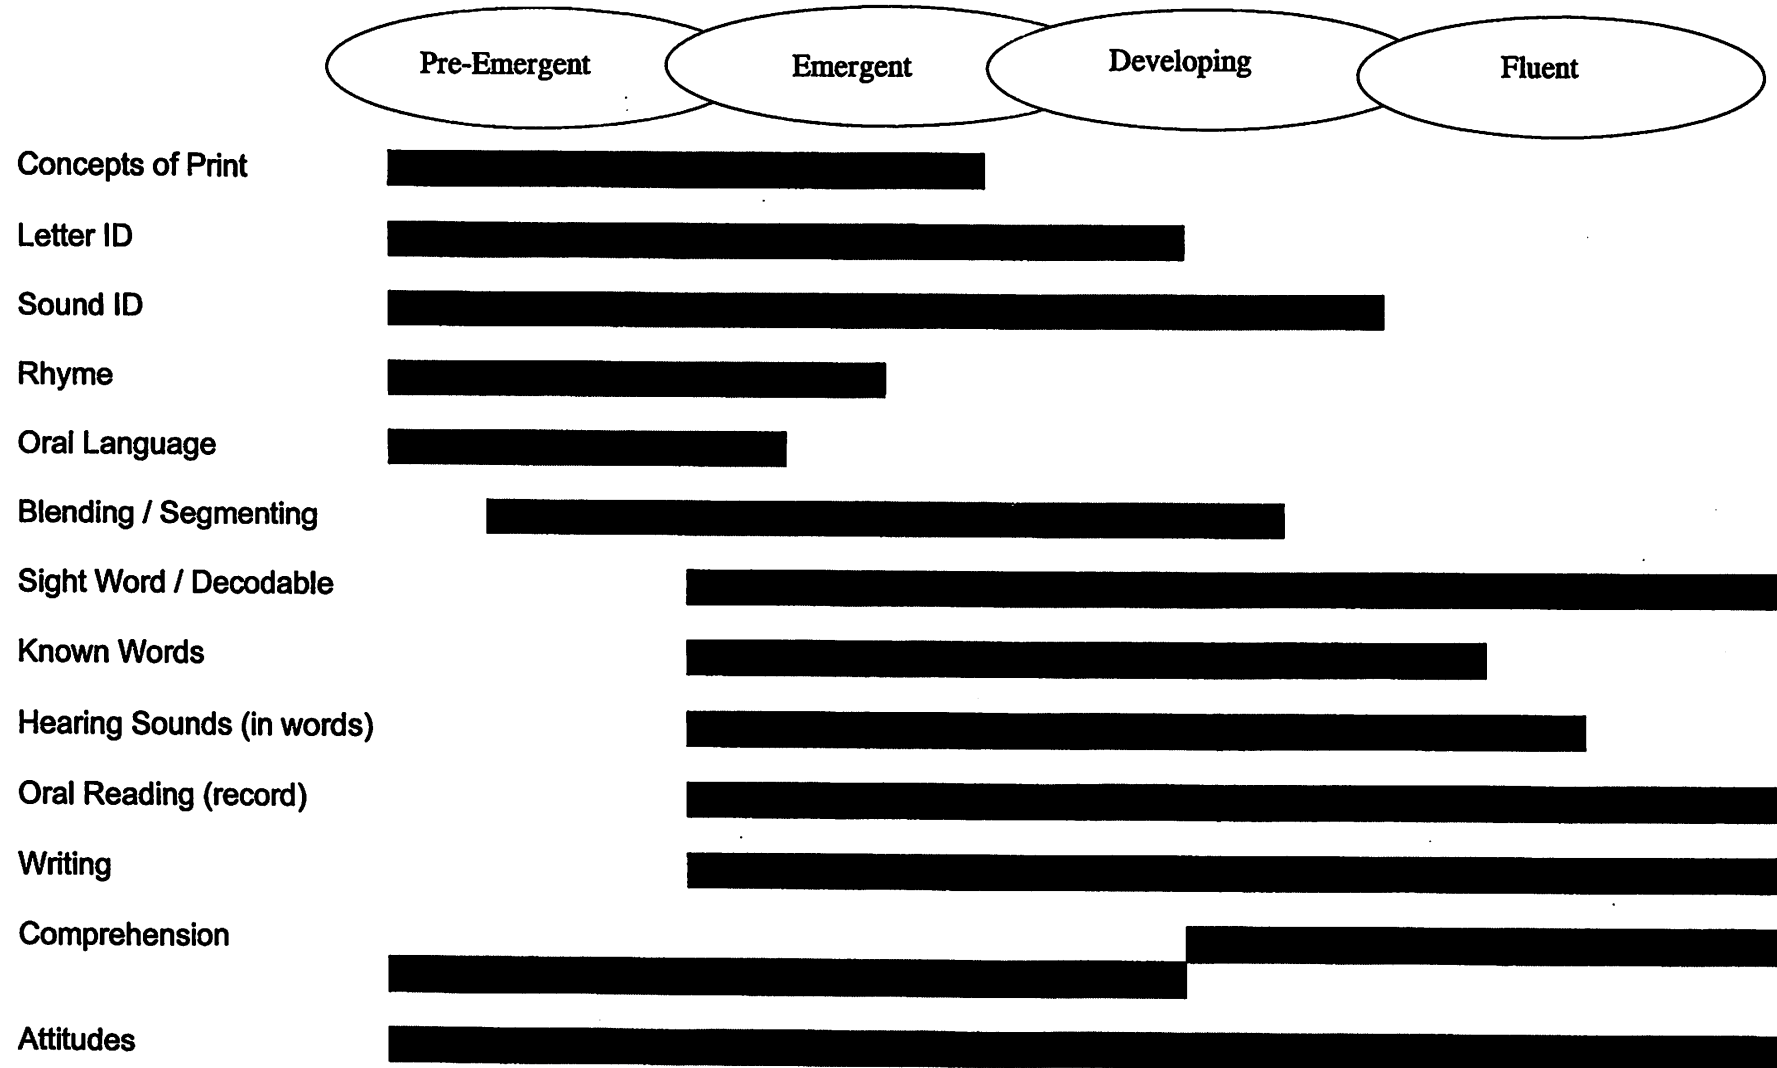 Pre-Emergent
Emergent
Developing
Fluent
Concepts of Print
Letter ID
Sound ID
Rhyme
Oral Language
Blending / Segmenting
Sight Word / Decodable
Known Words
Hearing Sounds (in words)
Oral Reading (record)
Writing
Comprehension
Attitudes